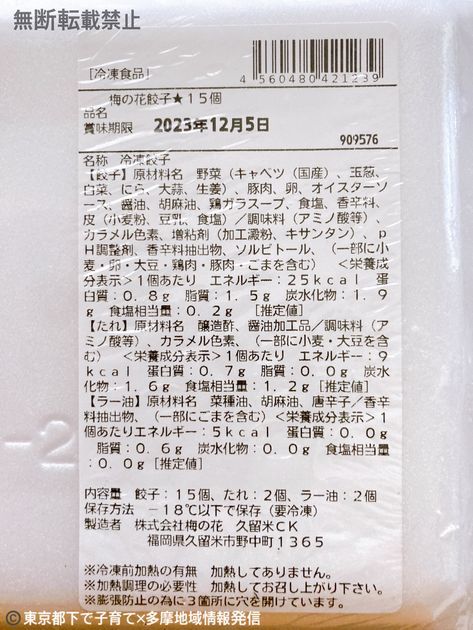 無断転載禁止
[冷凍食品]
4 560480 421239
梅の花餃子★15個
品名
賞味期限 2023年12月5日
909576
名称 冷凍餃子
【餃子】原材料名 野菜(キャベツ(国産)、玉葱、
白菜、にら、大蒜、生姜)、豚肉、卵、オイスターソ
ース、醤油、胡麻油、鶏ガラスープ、食塩、香辛料、
皮(小麦粉、豆乳、食塩)/調味料(アミノ酸等)、
カラメル色素、増粘剤(加工澱粉、キサンタン)、p
H調整剤、香辛料抽出物、ソルビトール、(一部に小
麦・卵・大豆・鶏肉・豚肉・ごまを含む) <栄養成
分表示>1個あたり エネルギー:25kcal 蛋
白質:0.8g 脂質:1.5g 炭水化物:1.9
g 食塩相当量:0.2g [推定値]
【たれ】原材料名 醸造酢、醤油加工品/調味料(ア
ミノ酸等)、カラメル色素、(一部に小麦・大豆を含
む) <栄養成分表示>1個あたり エネルギー:9
kcal 蛋白質:0.7g 脂質:0.0g 炭水
化物:1.6g 食塩相当量:1.2g[推定値]
【ラー油】原材料名 菜種油、胡麻油、唐辛子/香辛
料抽出物、(一部にごまを含む)<栄養成分表示>1
個あたりエネルギー:5kcal 蛋白質:0.0g
脂質:0.6g 炭水化物:0.0g 食塩相当量
:0.0g[推定値]
内容量 餃子:15個、たれ:2個、ラー油:2個
保存方法 -18℃以下で保存(要冷凍)
製造者 株式会社梅の花 久留米CK
福岡県久留米市野中町1365
※冷凍前加熱の有無 加熱してありません。
※加熱調理の必要性 加熱してお召し上がり下さい。
※膨張防止の為に3箇所に穴を開けています。
-2
© 東京都下で子育て×多摩地域情報発信